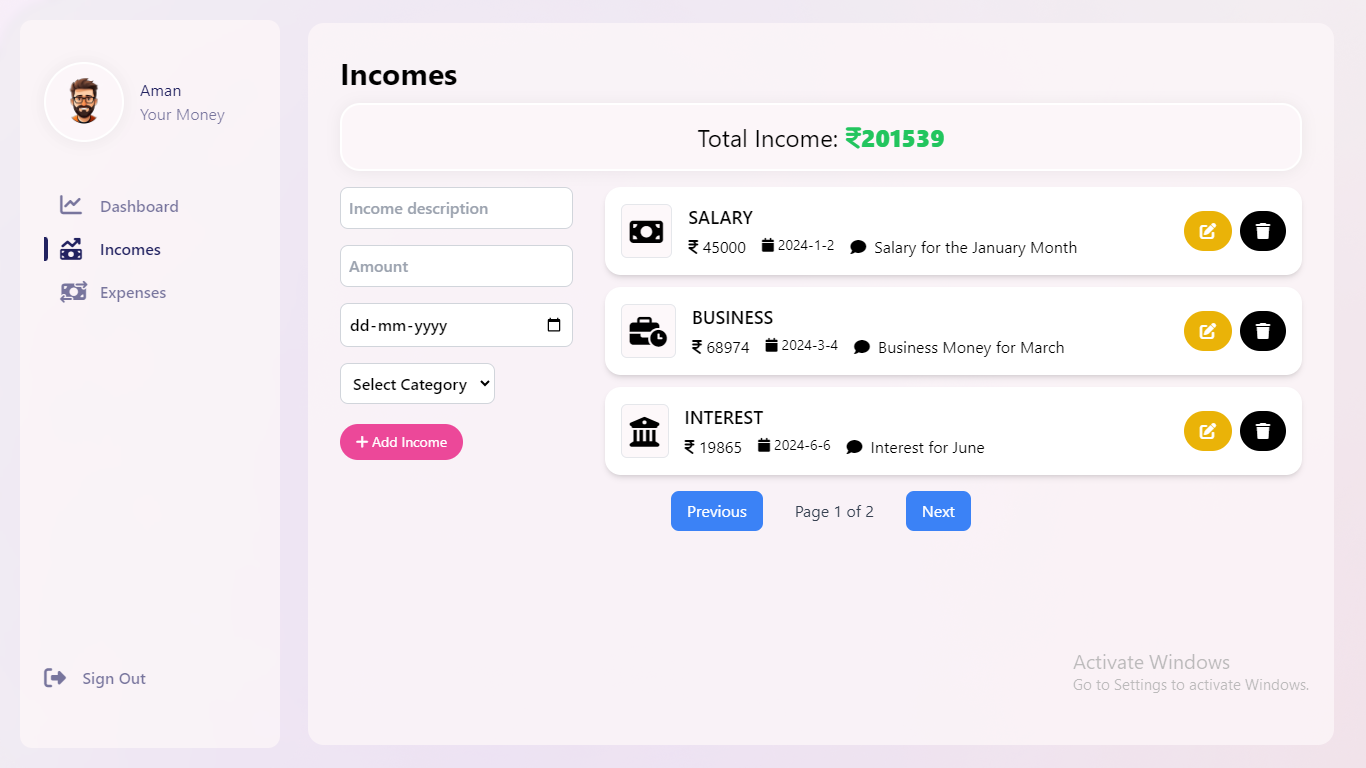 Aman
Your Money
Dashboard
Incomes
Expenses
Sign Out
Incomes
Total Income: ₹201539
Income description
Amount
dd-mm-yyyy
Select Category
+ Add Income
SALARY
₹ 45000 2024-1-2 Salary for the January Month
BUSINESS
₹ 68974 2024-3-4 Business Money for March
INTEREST
₹ 19865 2024-6-6 Interest for June
Previous Page 1 of 2 Next
Activate Windows
Go to Settings to activate Windows.